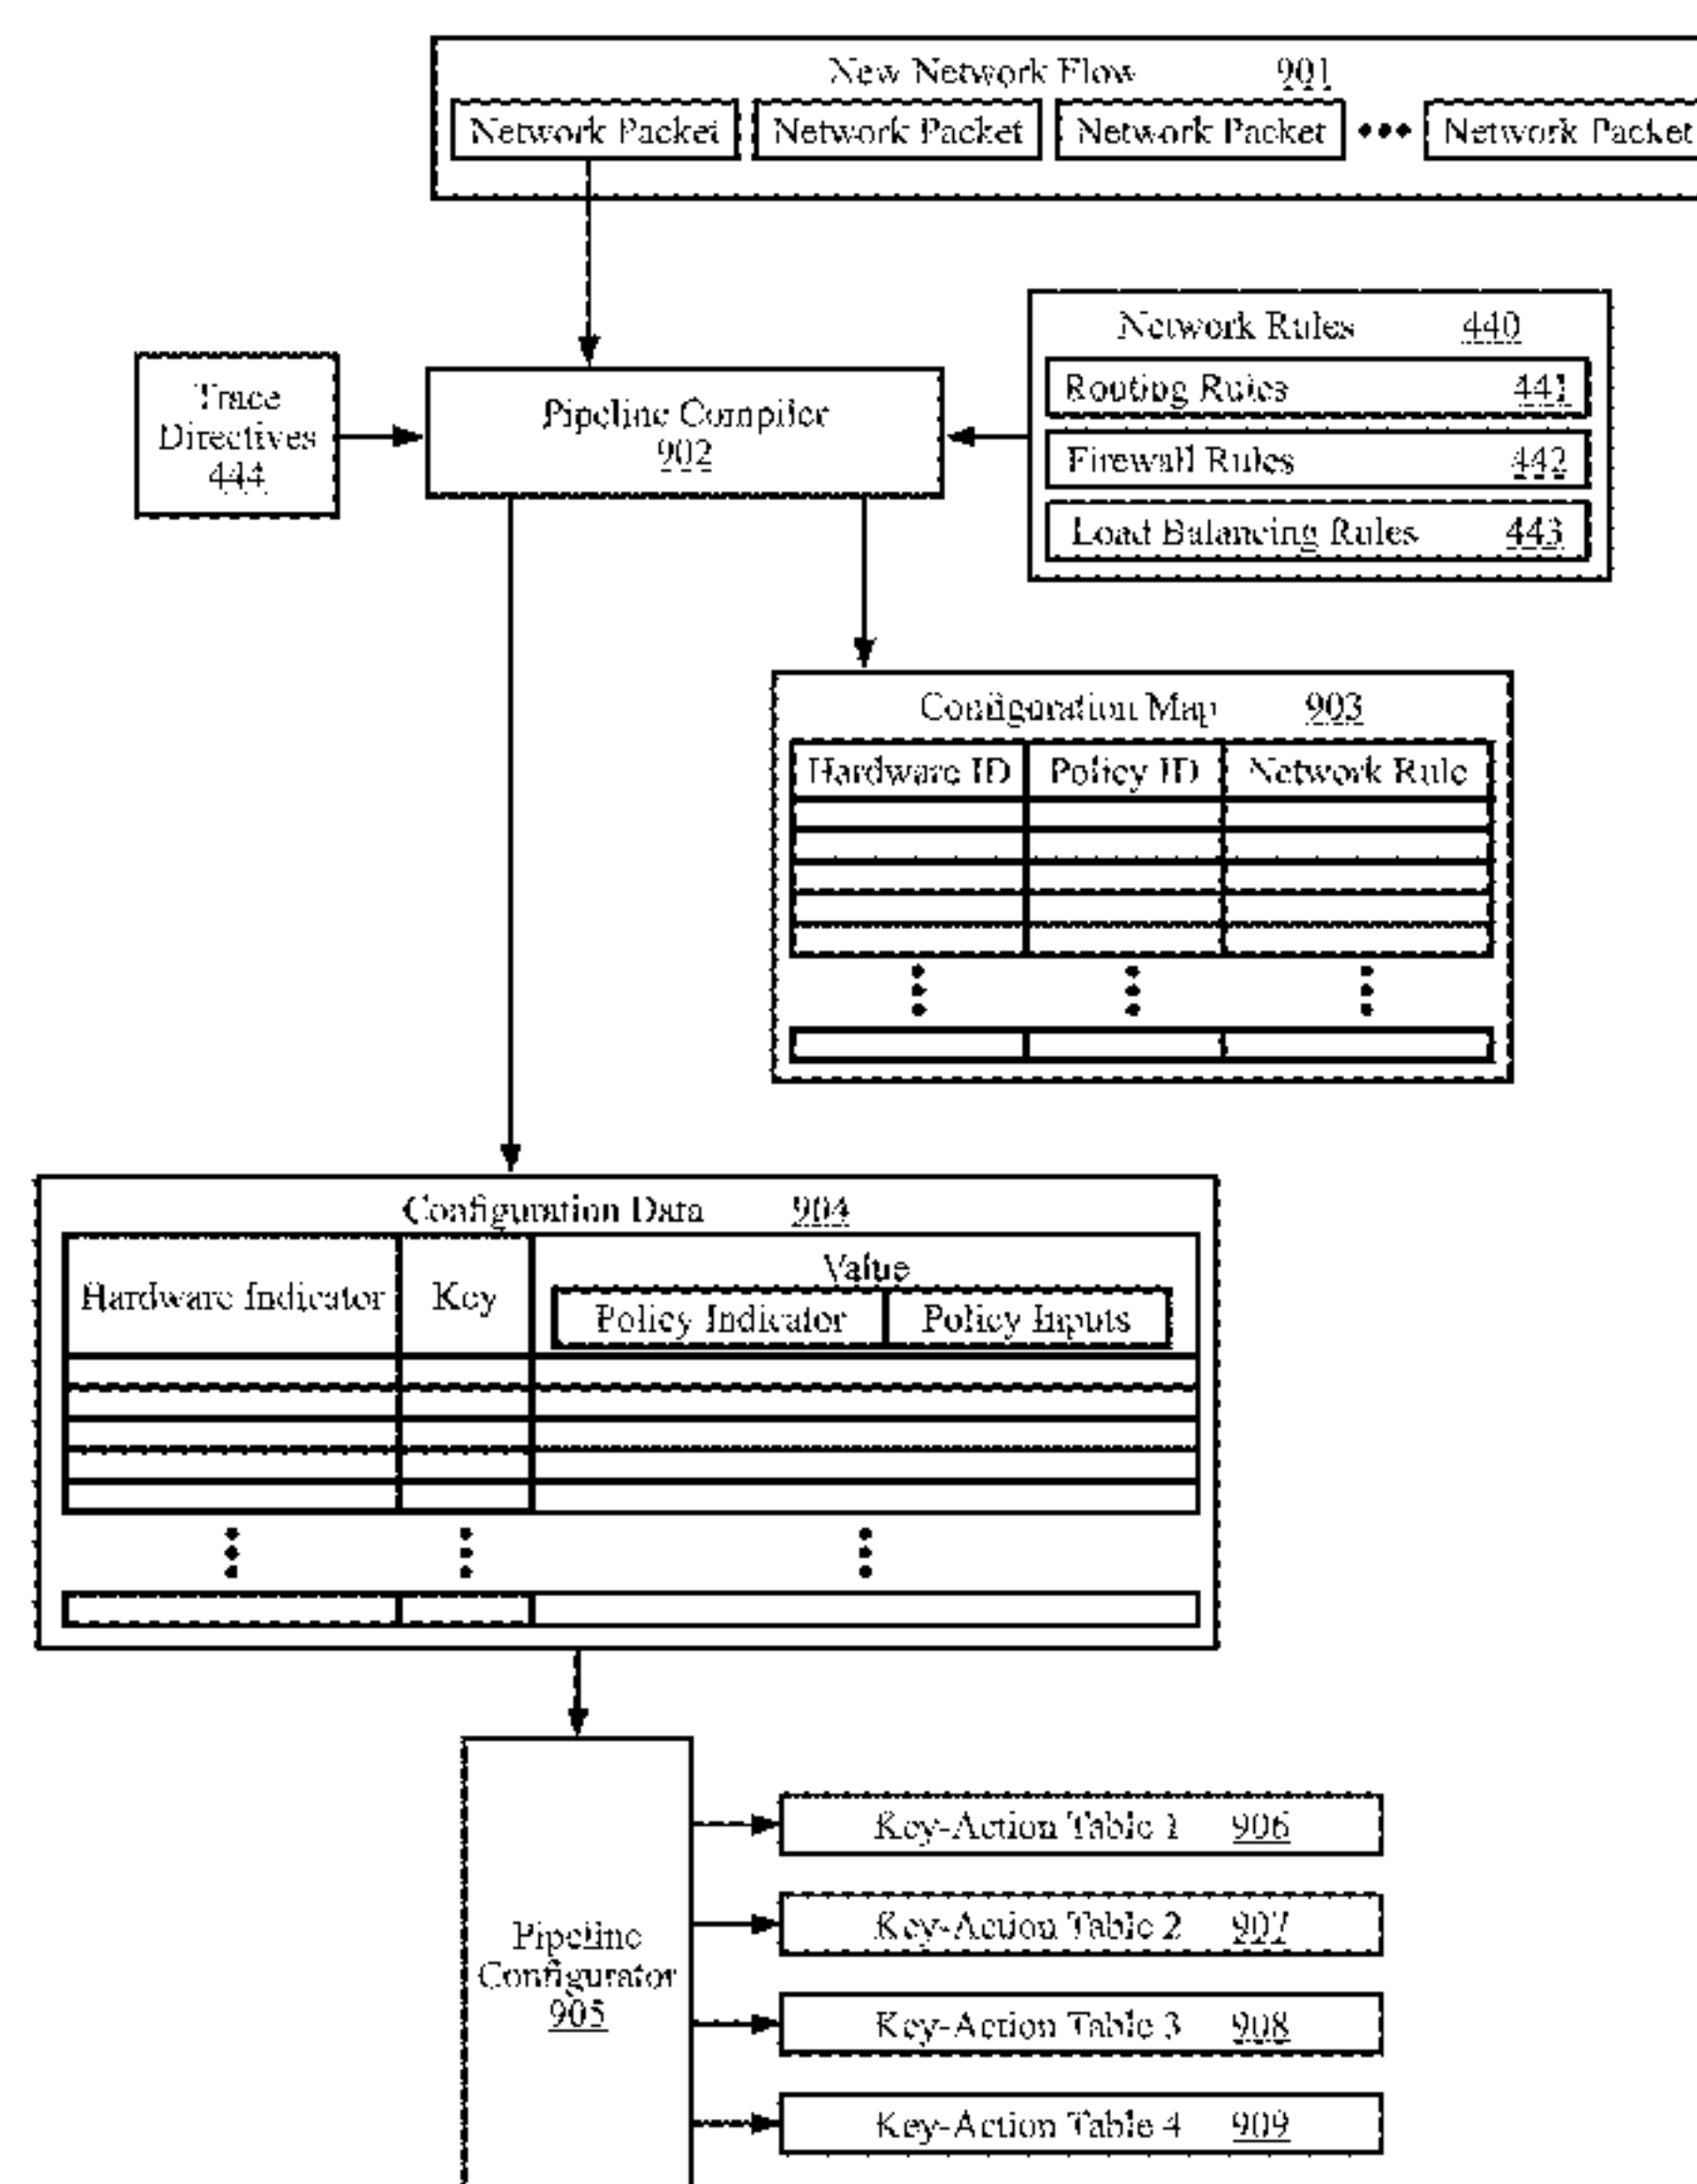 New Network Flow 901
Network Packet Network Packet Network Packet ••• Network Packet
Network Rules 440
Routing Rules 441
Firewall Rules 442
Load Balancing Rules 443
Trace
Directives
444
Pipeline Compiler
902
Configuration Map 903
Hardware ID Policy ID Network Rule
Configuration Data 904
Hardware Indicator Key Value
Policy Indicator Policy Inputs
Pipeline
Configurator
905
Key-Action Table 1 906
Key-Action Table 2 907
Key-Action Table 3 908
Key-Action Table 4 909